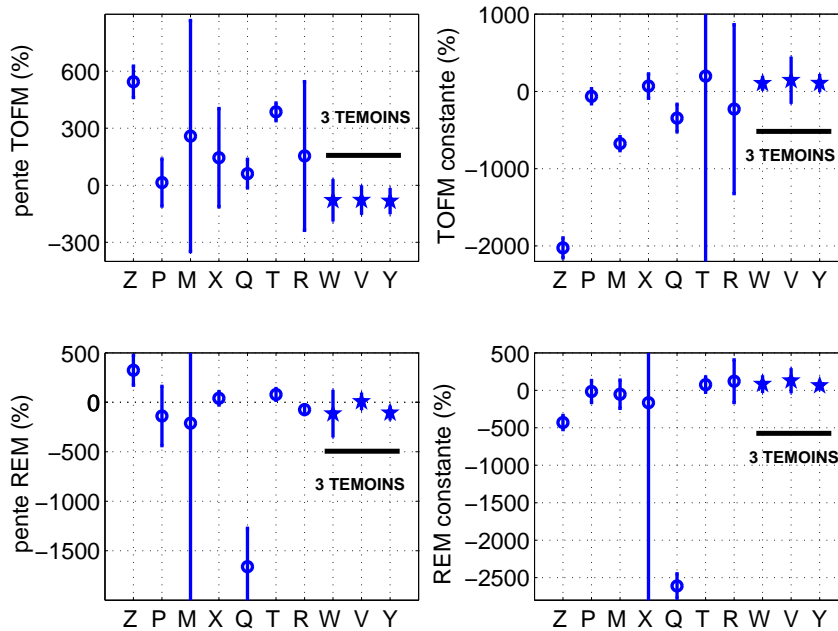 pente TOFM (%)
600
300
0
−300
3 TEMOINS
Z P M X Q T R W V Y
TOFM constante (%)
1000
0
−1000
−2000
3 TEMOINS
Z P M X Q T R W V Y
pente REM (%)
500
0
−500
−1000
−1500
3 TEMOINS
Z P M X Q T R W V Y
REM constante (%)
500
0
−500
−1000
−1500
−2000
−2500
3 TEMOINS
Z P M X Q T R W V Y